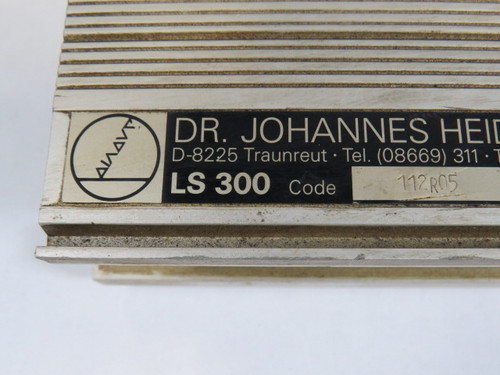 DR. JOHANNES HEID
D-8225 Traunreut · Tel. (08669) 311 · T
LS 300 Code 112R05